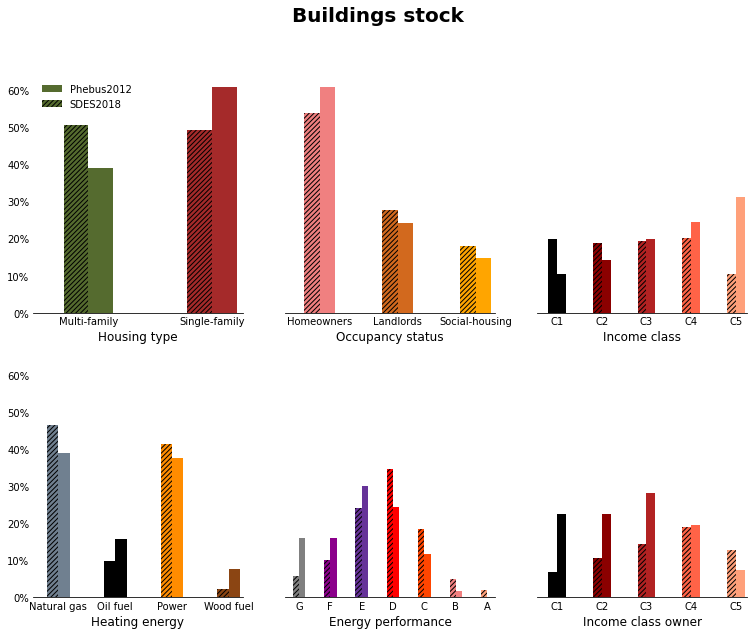 Buildings stock
Phebus2012
SDES2018
60%
50%
40%
30%
20%
10%
0%
Multi-family Single-family
Housing type
Homeowners Landlords Social-housing
Occupancy status
C1 C2 C3 C4 C5
Income class
60%
50%
40%
30%
20%
10%
0%
Natural gas Oil fuel Power Wood fuel
Heating energy
G F E D C B A
Energy performance
C1 C2 C3 C4 C5
Income class owner